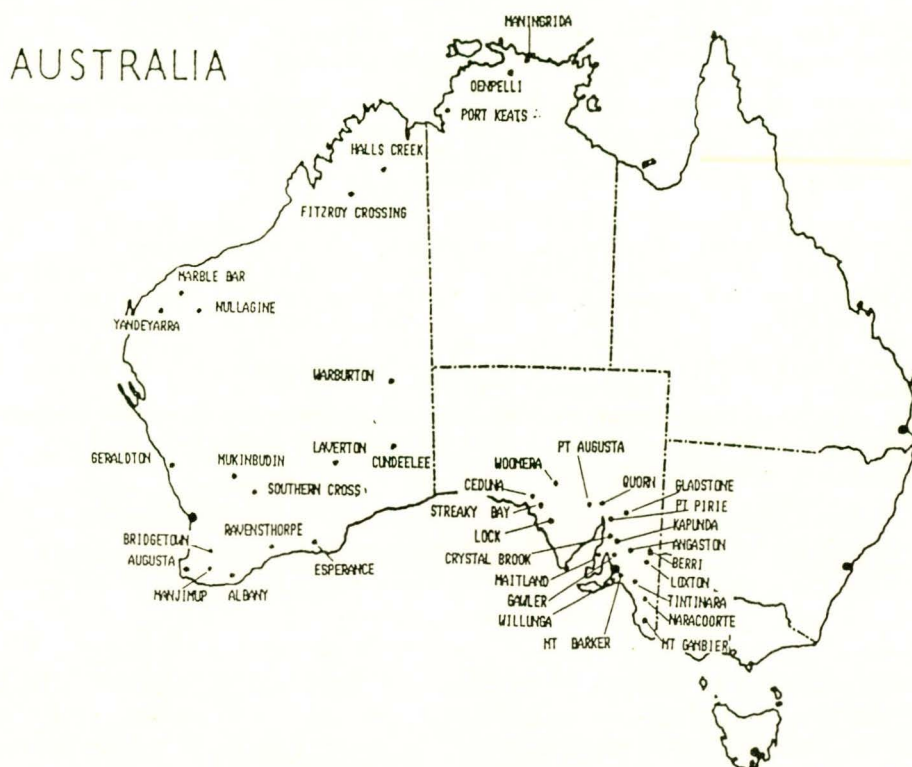 MANINGRIDA
AUSTRALIA
OENPELLI
PORT KEATS
HALLS CREEK
FITZROY CROSSING
MARBLE BAR
NULLAGINE
YANDEYARRA
WARBURTON
LAVERTON
CUNDEELEE
GERALDTON
MUKINBUDIN
SOUTHERN CROSS
PT AUGUSTA
WOOMERA
CEDUNA
QUORN
GLADSTONE
STREAKY BAY
PT PIRIE
LOCK
KAPUNDA
BRIDGETOWN
RAVENSTHORPE
ANGASTON
CRYSTAL BROOK
BERRI
AUGUSTA
ESPERANCE
MAITLAND
LOXTON
MANJIMUP
ALBANY
GAWLER
TINTINARA
WILLUNGA
NARACOORTE
MT BARKER
MT GAMBIER